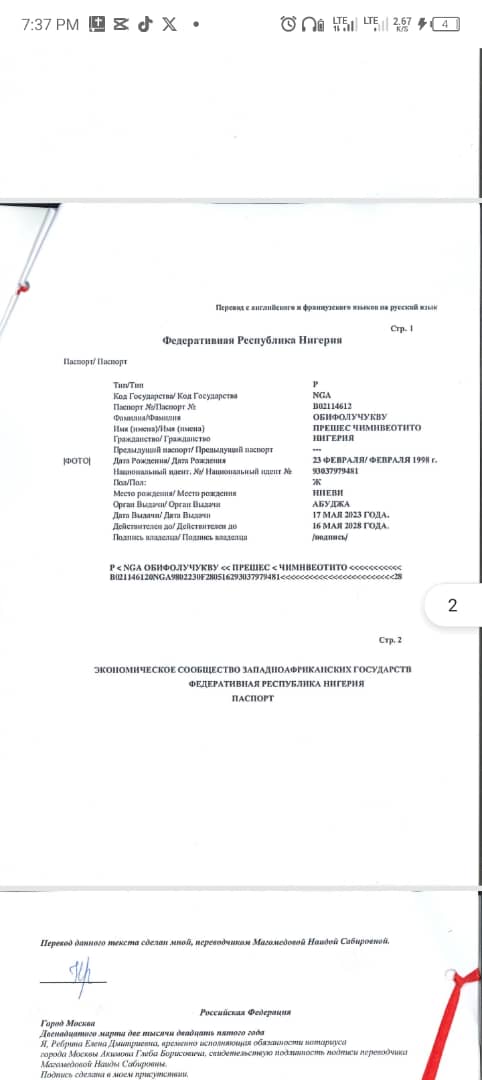 7:37 PM
LTE LTE 2.67 K/S 4
Перевод с английского и французского языков на русский язык
Стр. 1
Федеративная Республика Нигерия
Паспорт/ Паспорт
Тип/Тип P
Код Государства/ Код Государства NGA
Паспорт №/Паспорт № B02114612
Фамилия/Фамилия ОБИФОЛУЧУКВУ
Имя (имена)/Имя (имена) ПРЕШЕС ЧИМНВЕОТИТО
Гражданство/ Гражданство НИГЕРИЯ
Предыдущий паспорт/ Предыдущий паспорт ---
|ФОТО| Дата Рождения/ Дата Рождения 23 ФЕВРАЛЯ/ ФЕВРАЛЯ 1998 г.
Национальный идент. №/ Национальный идент № 93037979481
Пол/Пол: Ж
Место рождения/ Место рождения ННЕВИ
Орган Выдачи/ Орган Выдачи АБУДЖА
Дата Выдачи/ Дата Выдачи 17 МАЯ 2023 ГОДА.
Действителен до/ Действителен до 16 МАЯ 2028 ГОДА.
Подпись владельца/ Подпись владельца /подпись/
P < NGA ОБИФОЛУЧУКВУ << ПРЕШЕС < ЧИМНВЕОТИТО <<<<<<<<<<<
B021146120NGA9802230F280516293037979481<<<<<<<<<<<<<<<<<<<<<<<<28
2
Стр. 2
ЭКОНОМИЧЕСКОЕ СООБЩЕСТВО ЗАПАДНОАФРИКАНСКИХ ГОСУДАРСТВ
ФЕДЕРАТИВНАЯ РЕСПУБЛИКА НИГЕРИЯ
ПАСПОРТ
Перевод данного текста сделан мной, переводчиком Магомедовой Наидой Сабировной.
Российская Федерация
Город Москва
Двенадцатого марта две тысячи двадцать пятого года
Я, Ребрина Елена Дмитриевна, временно исполняющая обязанности нотариуса
города Москвы Акимова Глеба Борисовича, свидетельствую подлинность подписи переводчика
Магомедовой Наиды Сабировны.
Подпись сделана в моем присутствии.